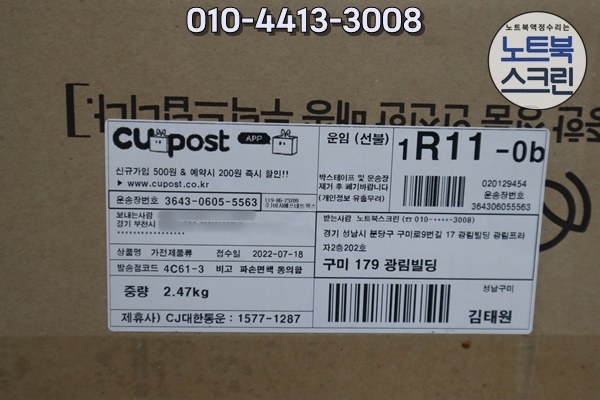 010-4413-3008
노트북액정수리는
노트북
스크린
CUpost APP
운임 (선불)
1R11 -0b
신규가입 500원 & 예약시 200원 즉시 할인!!
▶ www.cupost.co.kr
박스테이프 및 운송장
제거 후 폐기바랍니다
(개인정보 유출우려)
020129454
364306055563
운송장번호 3643-0605-5563
보내는사람
경기 부천시
****************
받는사람 노트북스크린 (☎ 010-*****3008)
경기 성남시 분당구 구미로9번길 17 광림빌딩 광림프라
자2층202호
구미 179 광림빌딩
상품명 가전제품류 접수일 2022-07-18
발송점코드 4C61-3 비고 파손면책 동의함
중량 2.47kg
성남구미
김태원
제휴사) CJ대한통운 : 1577-1287